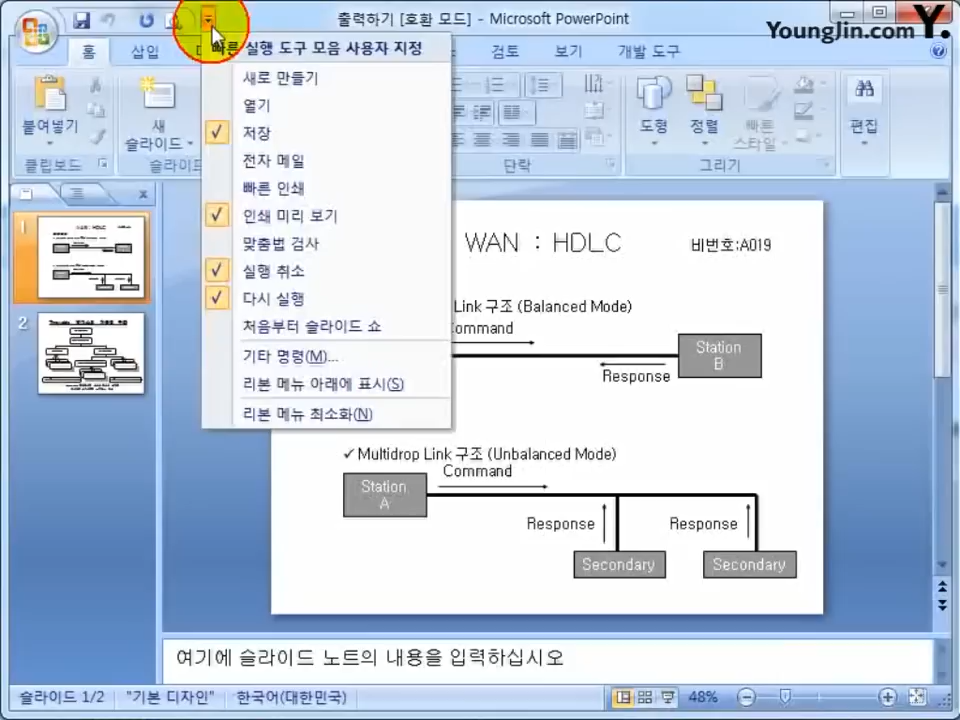 출력하기 [호환 모드] - Microsoft PowerPoint
YoungJin.com Y.
홈
삽입
검토
보기
개발 도구
빠른 실행 도구 모음 사용자 지정
새로 만들기
열기
저장
전자 메일
빠른 인쇄
인쇄 미리 보기
맞춤법 검사
실행 취소
다시 실행
처음부터 슬라이드 쇼
기타 명령(M)...
리본 메뉴 아래에 표시(S)
리본 메뉴 최소화(N)
붙여넣기
클립보드
새
슬라이드
슬라이드
단락
도형
정렬
빠른
스타일
그리기
편집
1
2
WAN : HDLC
비번호:A019
Link 구조 (Balanced Mode)
Command
Response
Station
B
✓Multidrop Link 구조 (Unbalanced Mode)
Command
Station
A
Response
Response
Secondary
Secondary
여기에 슬라이드 노트의 내용을 입력하십시오
슬라이드 1/2
"기본 디자인"
한국어(대한민국)
48%